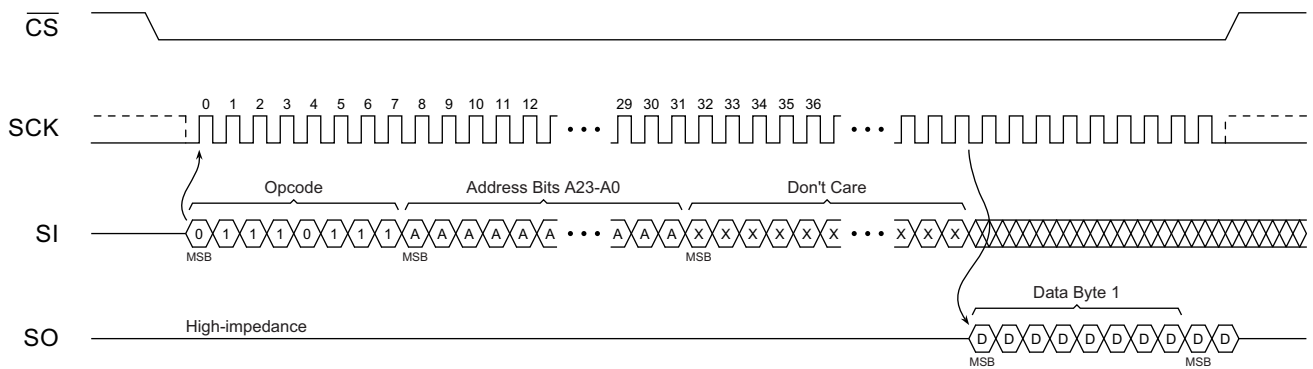 CS
0 1 2 3 4 5 6 7 8 9 10 11 12 29 30 31 32 33 34 35 36
SCK
Opcode Address Bits A23-A0 Don't Care
SI 0 1 1 1 0 1 1 1 A A A A A A A A A X X X X X X X X X
MSB MSB MSB
Data Byte 1
High-impedance
SO D D D D D D D D D D
MSB MSB